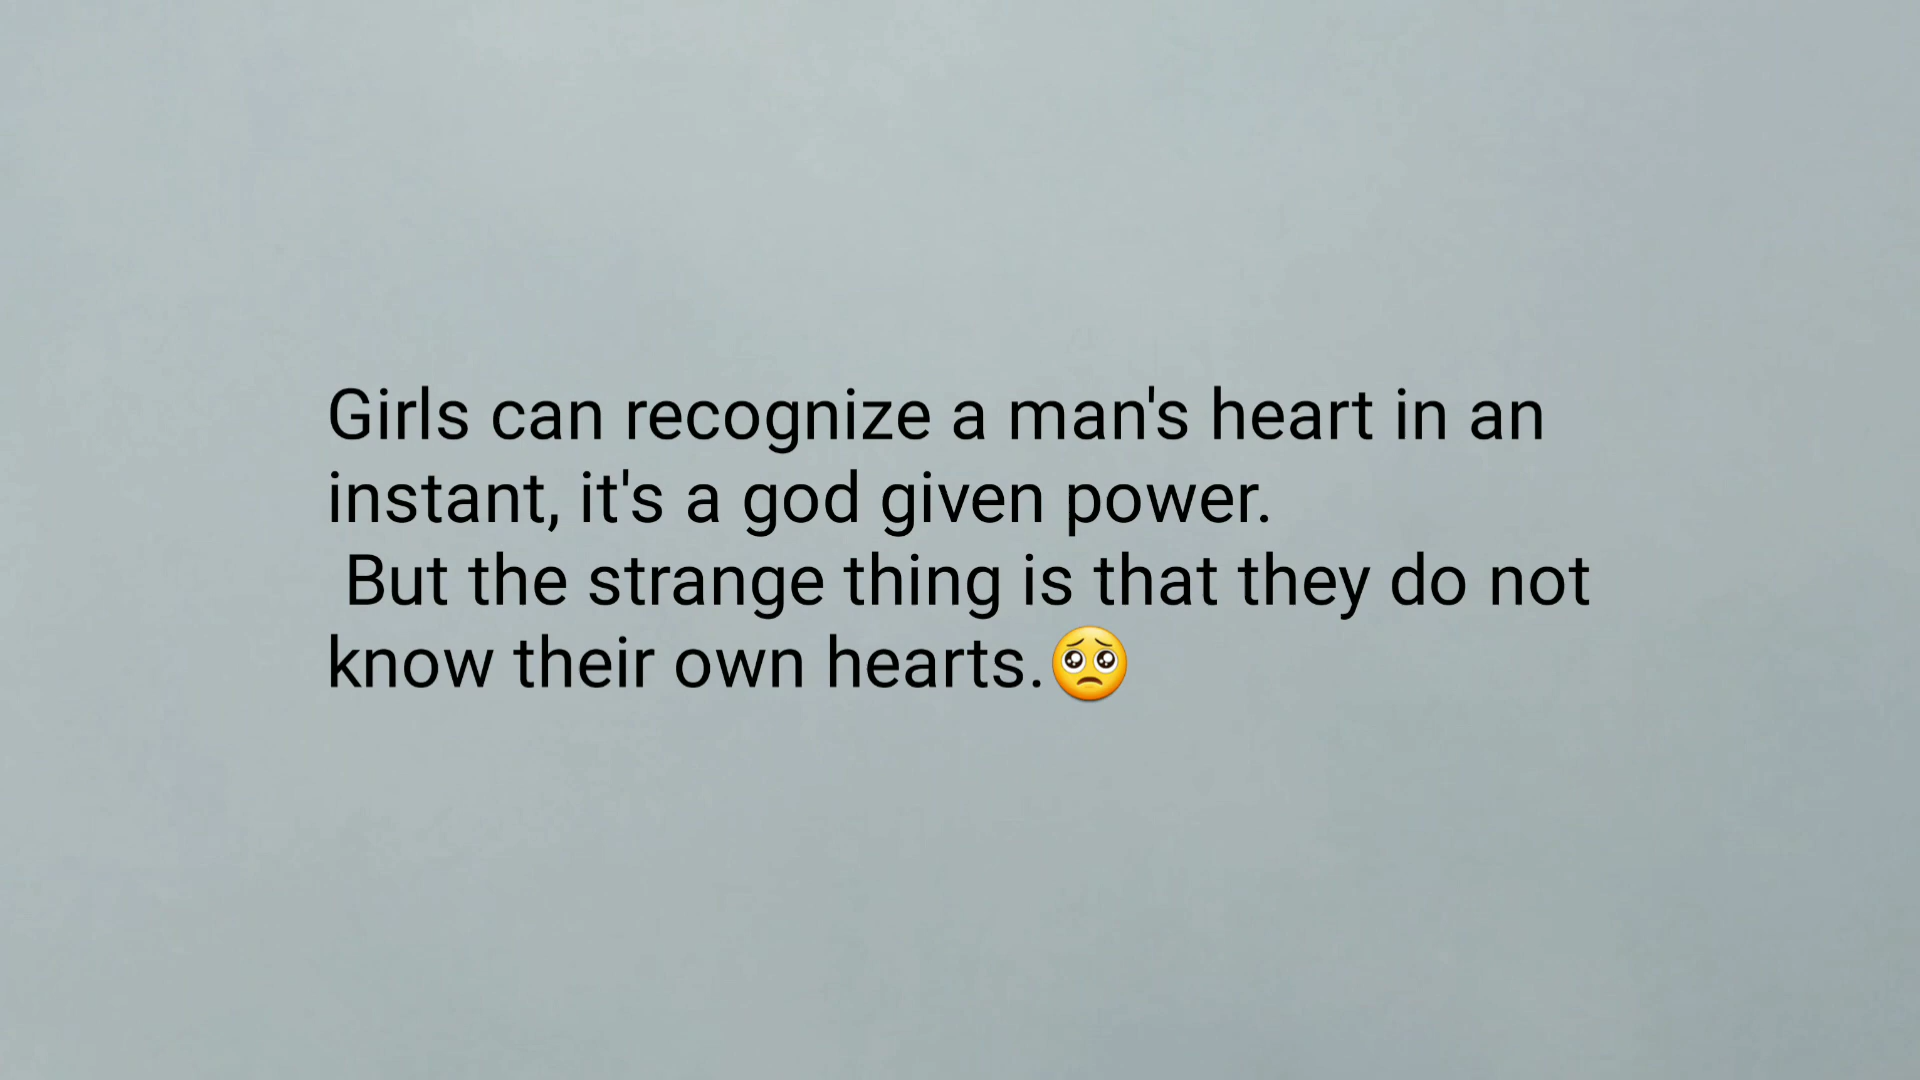 Girls can recognize a man's heart in an
instant, it's a god given power.
But the strange thing is that they do not
know their own hearts.🥺